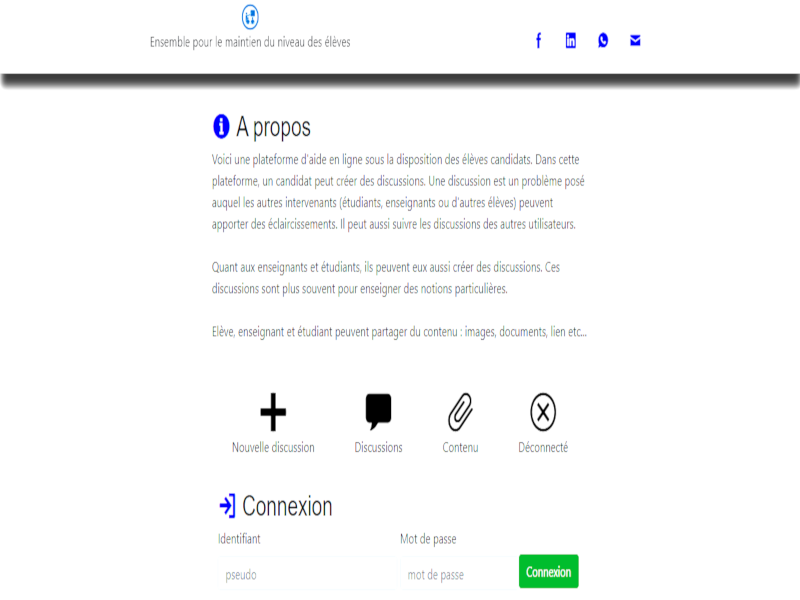 Ensemble pour le maintien du niveau des élèves
A propos
Voici une plateforme d'aide en ligne sous la disposition des élèves candidats. Dans cette
plateforme, un candidat peut créer des discussions. Une discussion est un problème posé
auquel les autres intervenants (étudiants, enseignants ou d'autres élèves) peuvent
apporter des éclaircissements. Il peut aussi suivre les discussions des autres utilisateurs.
Quant aux enseignants et étudiants, ils peuvent eux aussi créer des discussions. Ces
discussions sont plus souvent pour enseigner des notions particulières.
Elève, enseignant et étudiant peuvent partager du contenu : images, documents, lien etc...
Nouvelle discussion Discussions Contenu Déconnecté
Connexion
Identifiant Mot de passe
pseudo mot de passe Connexion